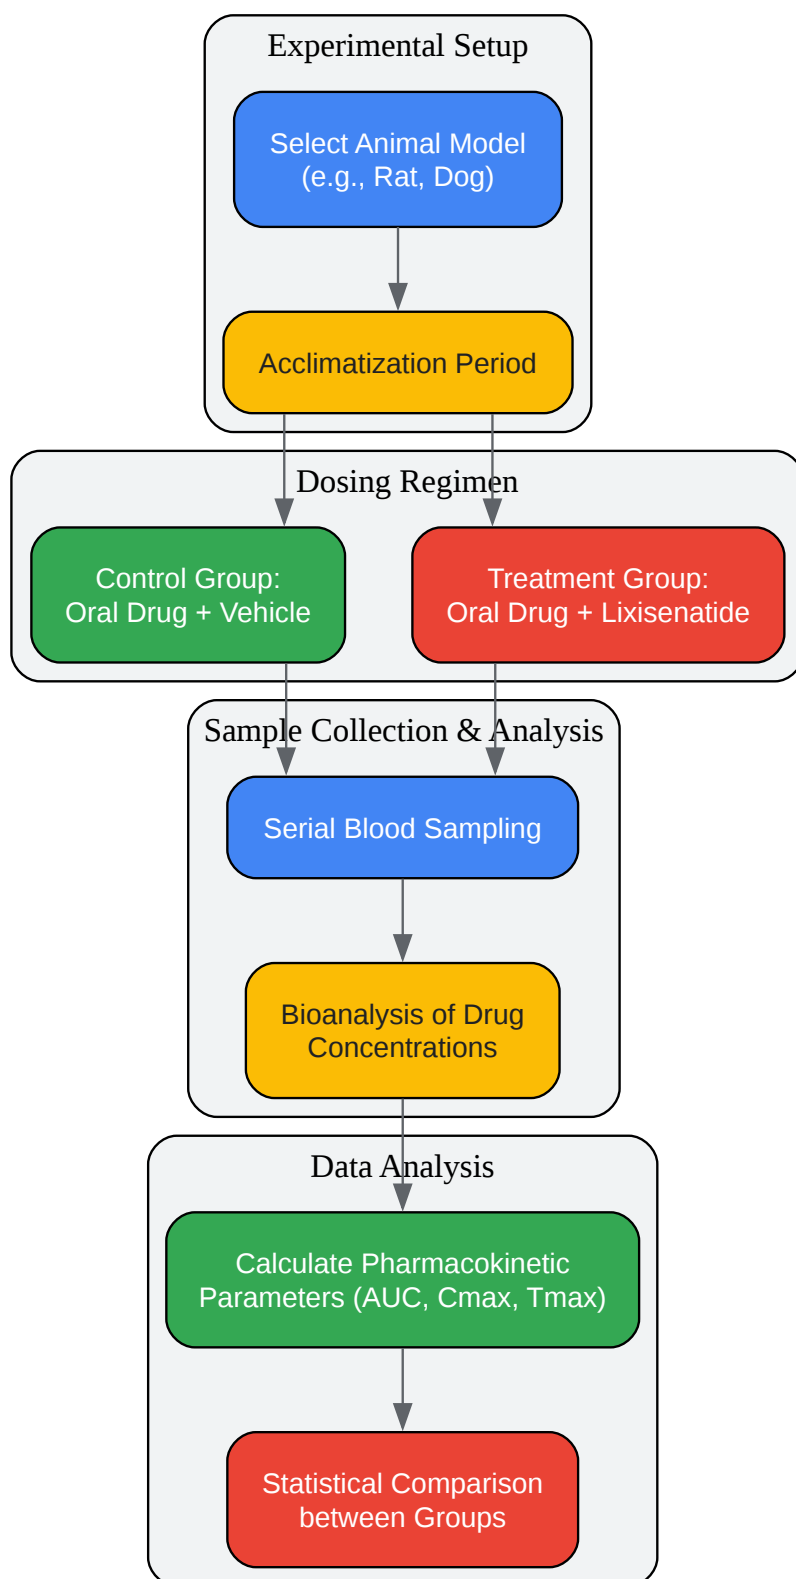 Experimental Setup
Select Animal Model
(e.g., Rat, Dog)
Acclimatization Period
Dosing Regimen
Control Group:
Oral Drug + Vehicle
Treatment Group:
Oral Drug + Lixisenatide
Sample Collection & Analysis
Serial Blood Sampling
Bioanalysis of Drug
Concentrations
Data Analysis
Calculate Pharmacokinetic
Parameters (AUC, Cmax, Tmax)
Statistical Comparison
between Groups